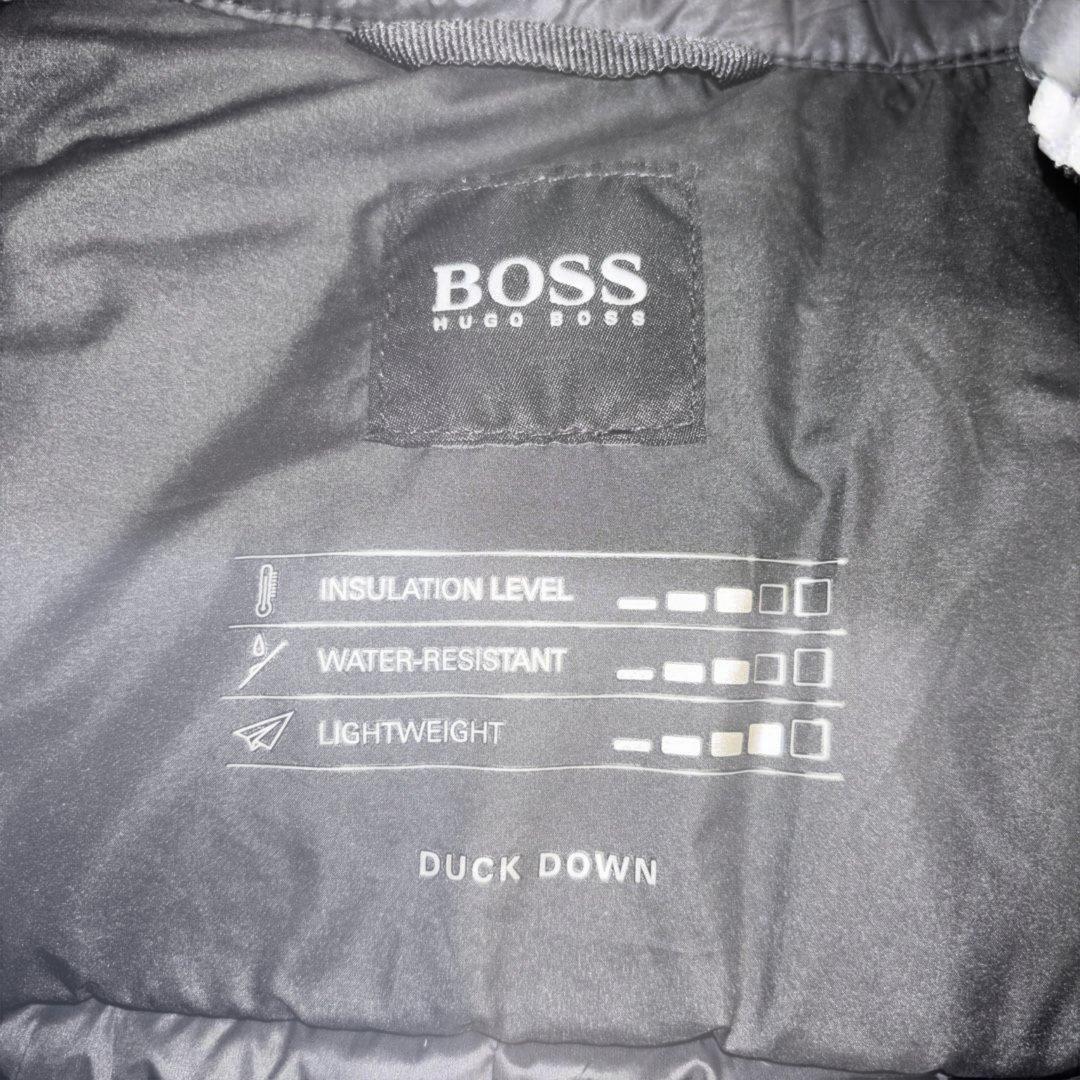 BOSS
HUGO BOSS
INSULATION LEVEL
WATER-RESISTANT
LIGHTWEIGHT
DUCK DOWN